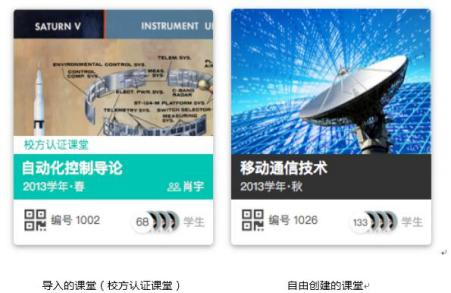 SATURN V
INSTRUMENT U
TELEM. SYS.
ENVIRONMENTAL CONTROL SYS.
MEAS. SYS.
CONTROL COMP. SYS.
ELECT. PWR. SYS.
C-BAND RADAR
ST-124-M PLATFORM SYS.
TELEMETRY SYS.
SWITCH SELECTOR
MEASURING SYS.
校方认证课堂
自动化控制导论
2013学年·春
肖宇
编号 1002
68
学生
移动通信技术
2013学年·秋
编号 1026
133
学生
导入的课堂（校方认证课堂）
自由创建的课堂